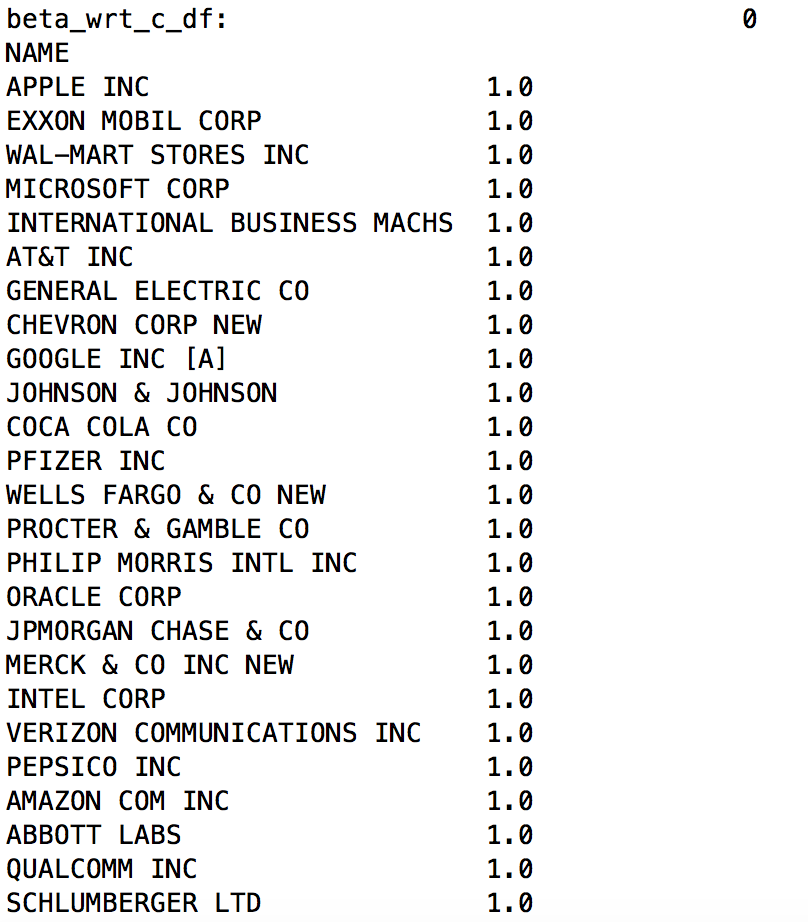 beta_wrt_c_df:                                0
NAME
APPLE INC                     1.0
EXXON MOBIL CORP              1.0
WAL-MART STORES INC           1.0
MICROSOFT CORP                1.0
INTERNATIONAL BUSINESS MACHS  1.0
AT&T INC                      1.0
GENERAL ELECTRIC CO           1.0
CHEVRON CORP NEW              1.0
GOOGLE INC [A]                1.0
JOHNSON & JOHNSON             1.0
COCA COLA CO                  1.0
PFIZER INC                    1.0
WELLS FARGO & CO NEW          1.0
PROCTER & GAMBLE CO           1.0
PHILIP MORRIS INTL INC        1.0
ORACLE CORP                   1.0
JPMORGAN CHASE & CO           1.0
MERCK & CO INC NEW            1.0
INTEL CORP                    1.0
VERIZON COMMUNICATIONS INC    1.0
PEPSICO INC                   1.0
AMAZON COM INC                1.0
ABBOTT LABS                   1.0
QUALCOMM INC                  1.0
SCHLUMBERGER LTD              1.0